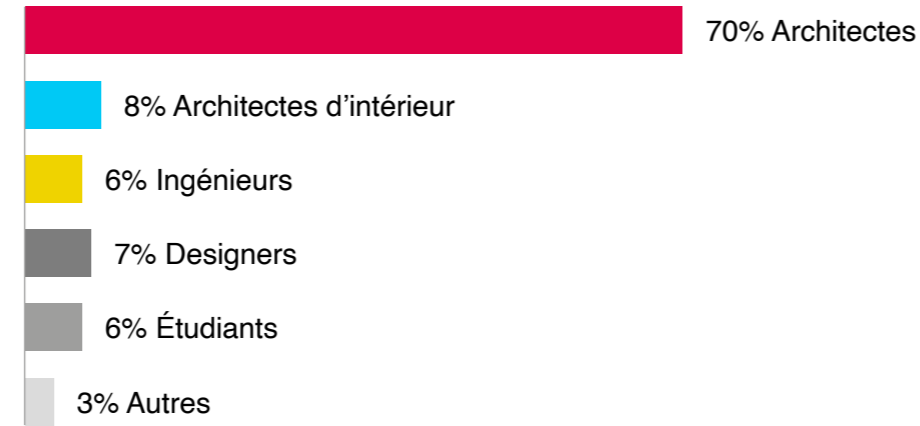 70% Architectes
8% Architectes d’intérieur
6% Ingénieurs
7% Designers
6% Étudiants
3% Autres